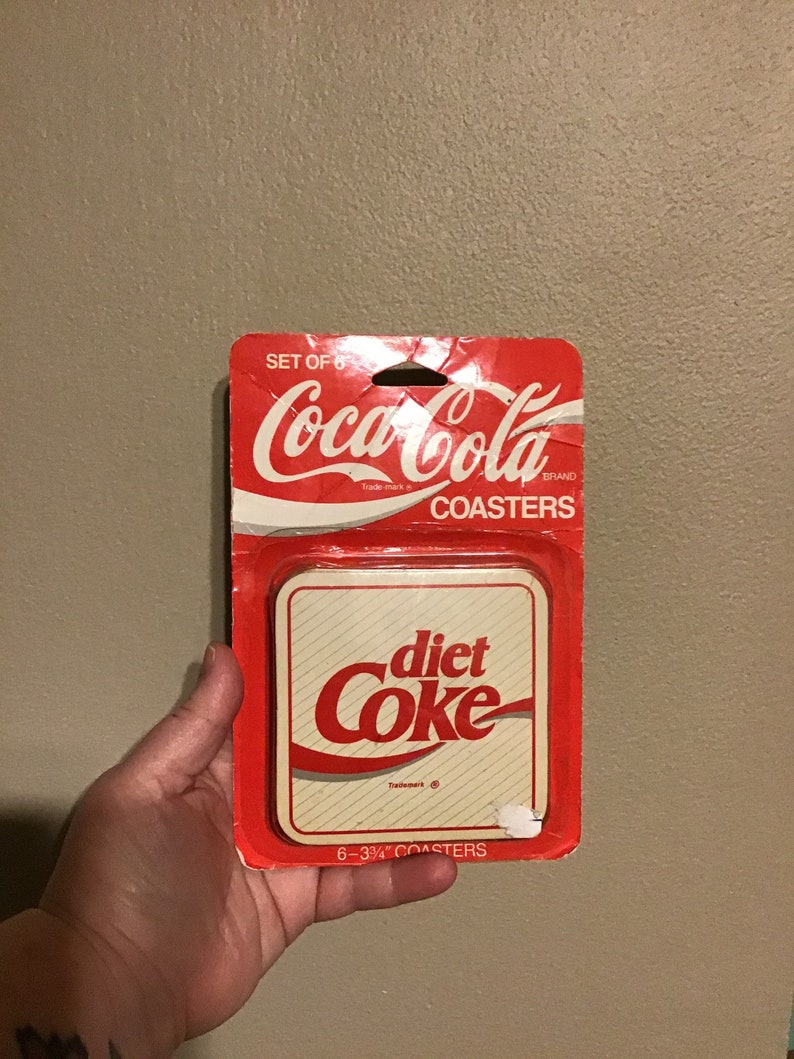 SET OF 6
Coca-Cola
Trade-mark ®
BRAND
COASTERS
diet
Coke
Trademark ®
6-3¾" COASTERS